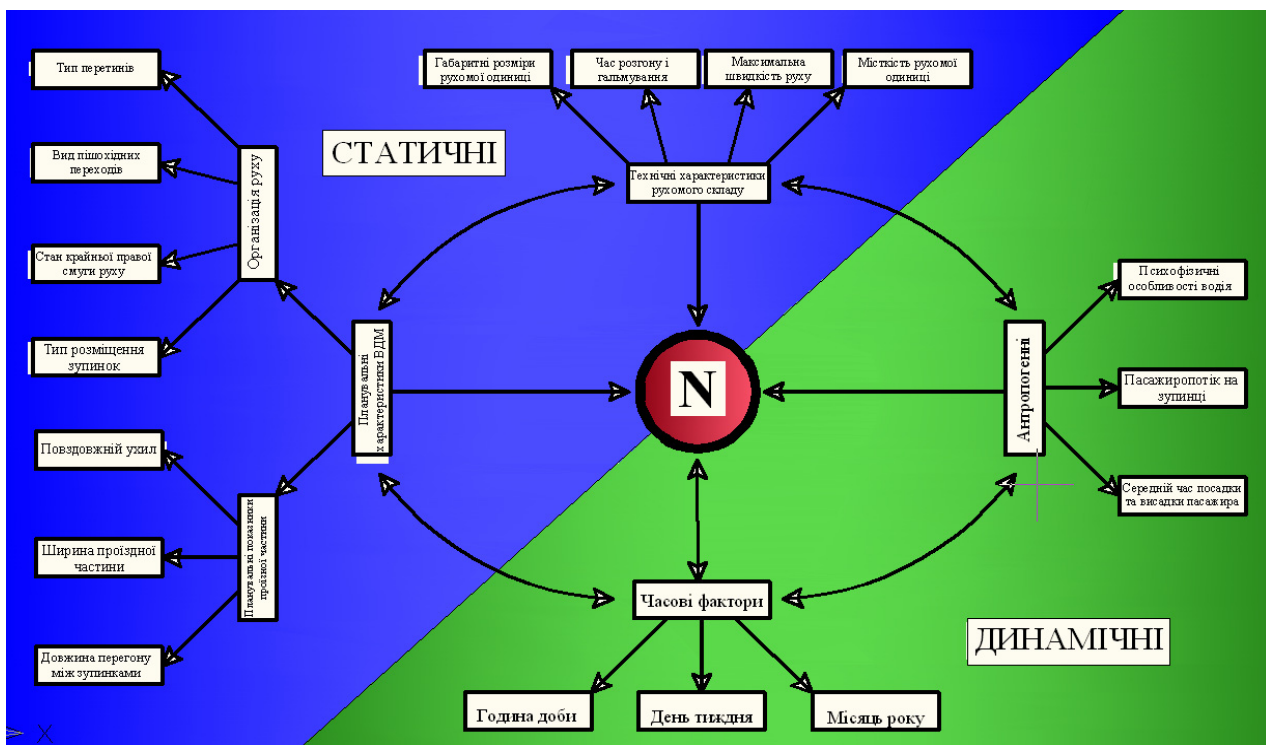 Тип перетинів
Вид пішохідних
переходів
Стан крайньої правої
смуги руху
Тип розміщення
зупинок
Організація руху
СТАТИЧНІ
Габаритні розміри
рухомої одиниці
Час розгону і
гальмування
Максимальна
швидкість руху
Місткість рухомої
одиниці
Технічні характеристики
рухомого складу
Планувальні
характеристики ВДМ
N
Антропогенні
Психофізичні
особливості водія
Пасажиропотік на
зупинці
Середній час посадки
та висадки пасажира
Повздовжній ухил
Ширина проїздної
частини
Довжина перегону
між зупинками
Планувальні показники
проїзної частини
Часові фактори
Година доби
День тиждня
Місяць року
ДИНАМІЧНІ
X